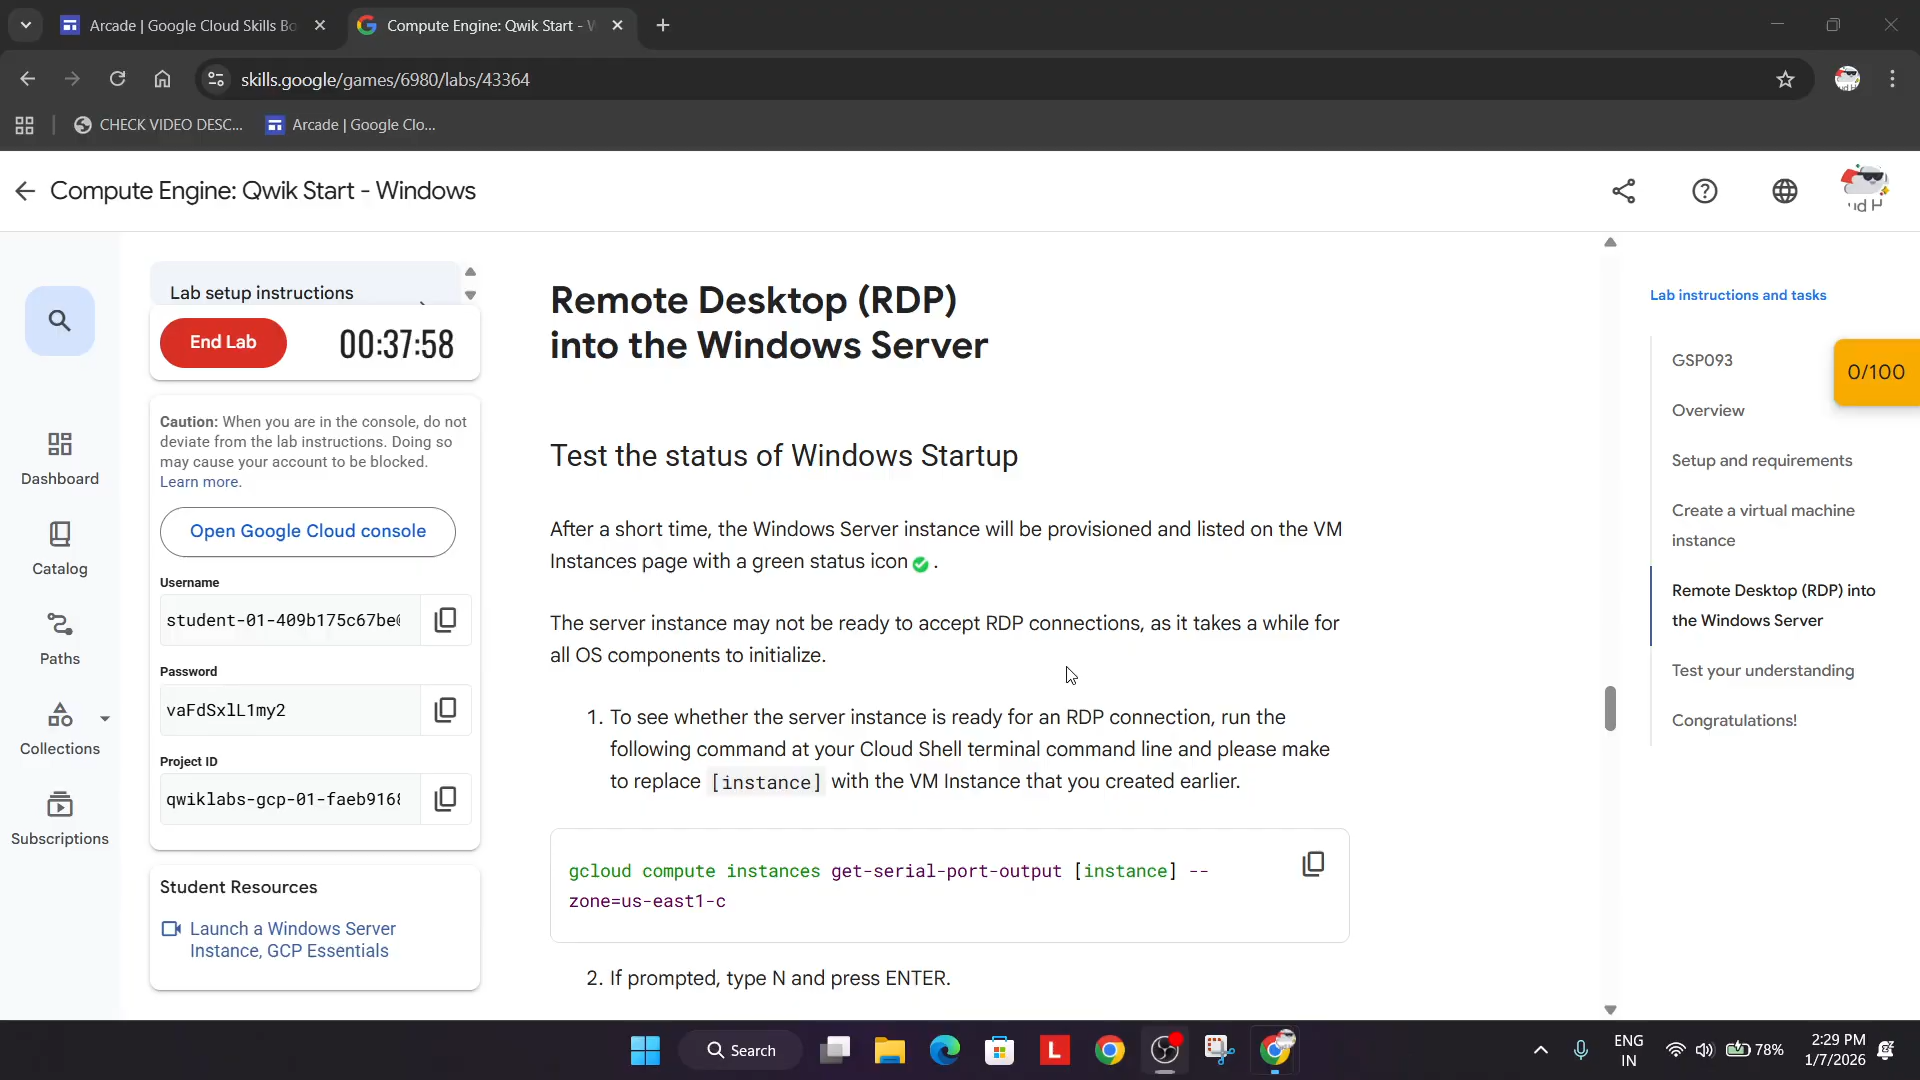 Arcade | Google Cloud Skills Bo
Compute Engine: Qwik Start - W
skills.google/games/6980/labs/43364
CHECK VIDEO DESC...
Arcade | Google Clo...
Compute Engine: Qwik Start - Windows
Dashboard
Catalog
Paths
Collections
Subscriptions
Lab setup instructions
End Lab
00:37:58
Caution: When you are in the console, do not
deviate from the lab instructions. Doing so
may cause your account to be blocked.
Learn more.
Open Google Cloud console
Username
student-01-409b175c67be
Password
vaFdSxlL1my2
Project ID
qwiklabs-gcp-01-faeb916
Student Resources
Launch a Windows Server
Instance, GCP Essentials
Remote Desktop (RDP)
into the Windows Server
Test the status of Windows Startup
After a short time, the Windows Server instance will be provisioned and listed on the VM
Instances page with a green status icon .
The server instance may not be ready to accept RDP connections, as it takes a while for
all OS components to initialize.
1. To see whether the server instance is ready for an RDP connection, run the
following command at your Cloud Shell terminal command line and please make
to replace [instance] with the VM Instance that you created earlier.
gcloud compute instances get-serial-port-output [instance] --
zone=us-east1-c
2. If prompted, type N and press ENTER.
Lab instructions and tasks
GSP093
0/100
Overview
Setup and requirements
Create a virtual machine
instance
Remote Desktop (RDP) into
the Windows Server
Test your understanding
Congratulations!
Search
L
ENG
IN
78%
2:29 PM
1/7/2026